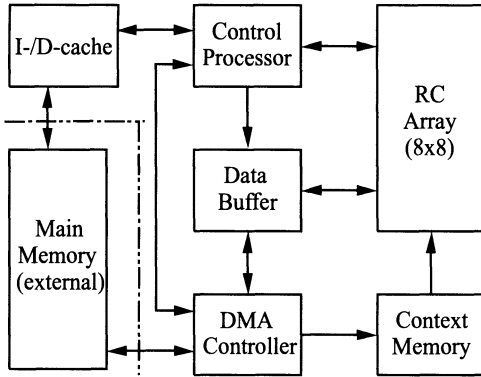 I-/D-cache
Control
Processor
RC
Array
(8x8)
Data
Buffer
Main
Memory
(external)
DMA
Controller
Context
Memory